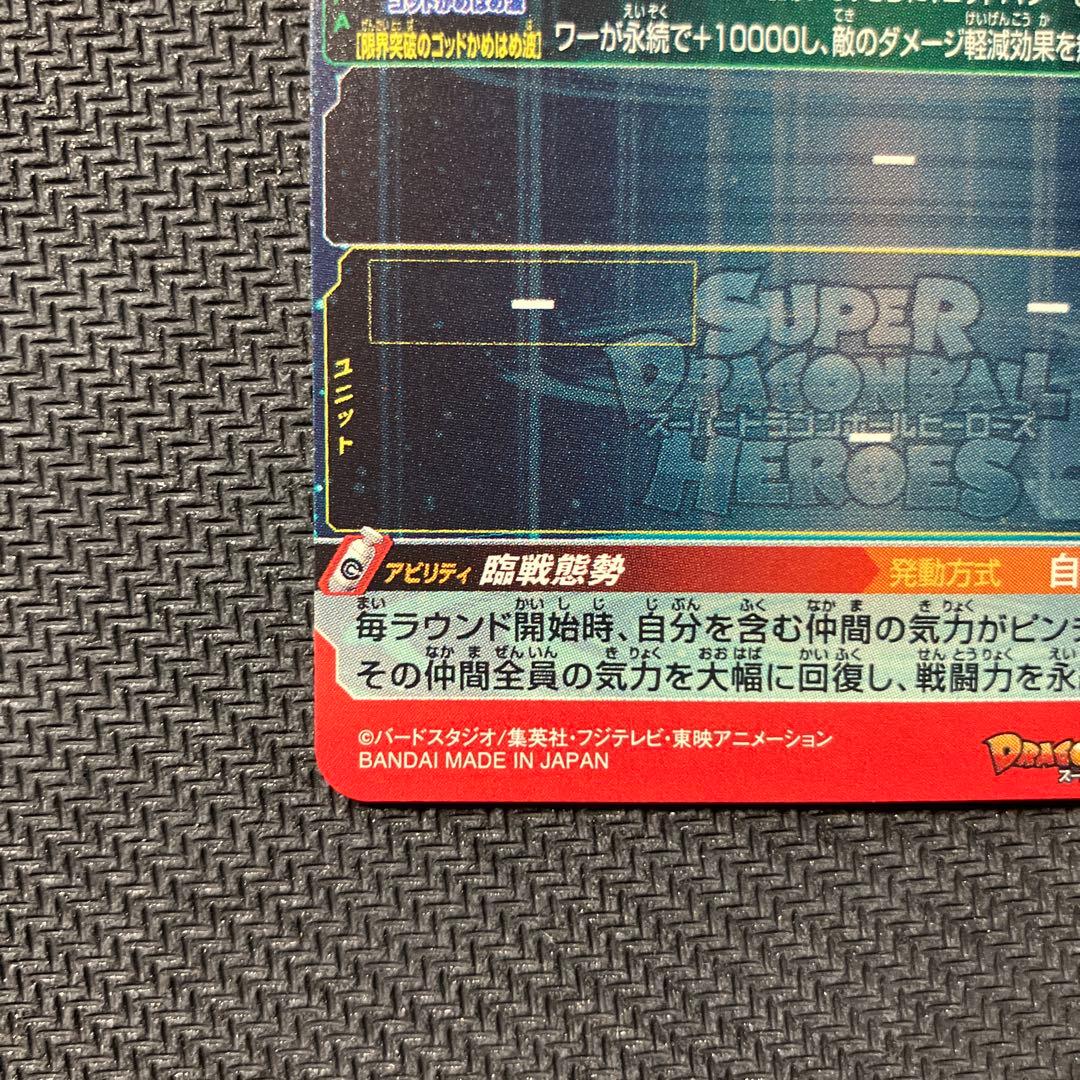 A
ゴッドかめはめ波
[限界突破のゴッドかめはめ波]
ワーが永続で+10000し、敵のダメージ軽減効果を
ー
ー
ー
SUPER
DRAGONBALL
スーパードラゴンボールヒーローズ
HEROES
ー
ユニット
アビリティ 臨戦態勢 発動方式 自
毎ラウンド開始時、自分を含む仲間の気力がピン
その仲間全員の気力を大幅に回復し、戦闘力を永
©バードスタジオ/集英社・フジテレビ・東映アニメーション
BANDAI MADE IN JAPAN